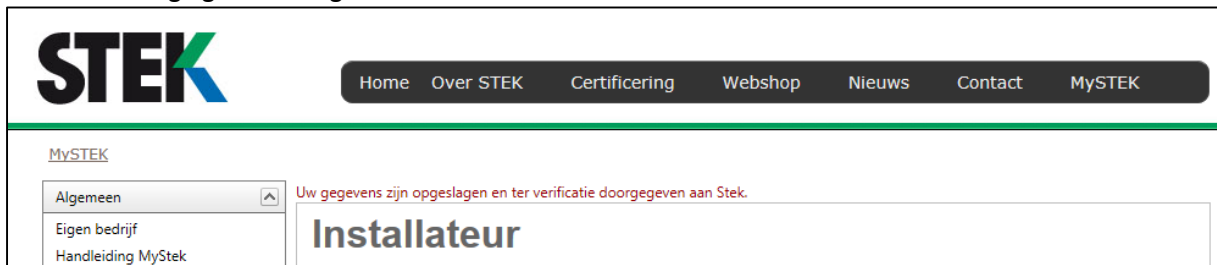 STEK
Home Over STEK Certificering Webshop Nieuws Contact MySTEK
MySTEK
Algemeen
Uw gegevens zijn opgeslagen en ter verificatie doorgegeven aan Stek.
Eigen bedrijf
Installateur
Handleiding MyStek